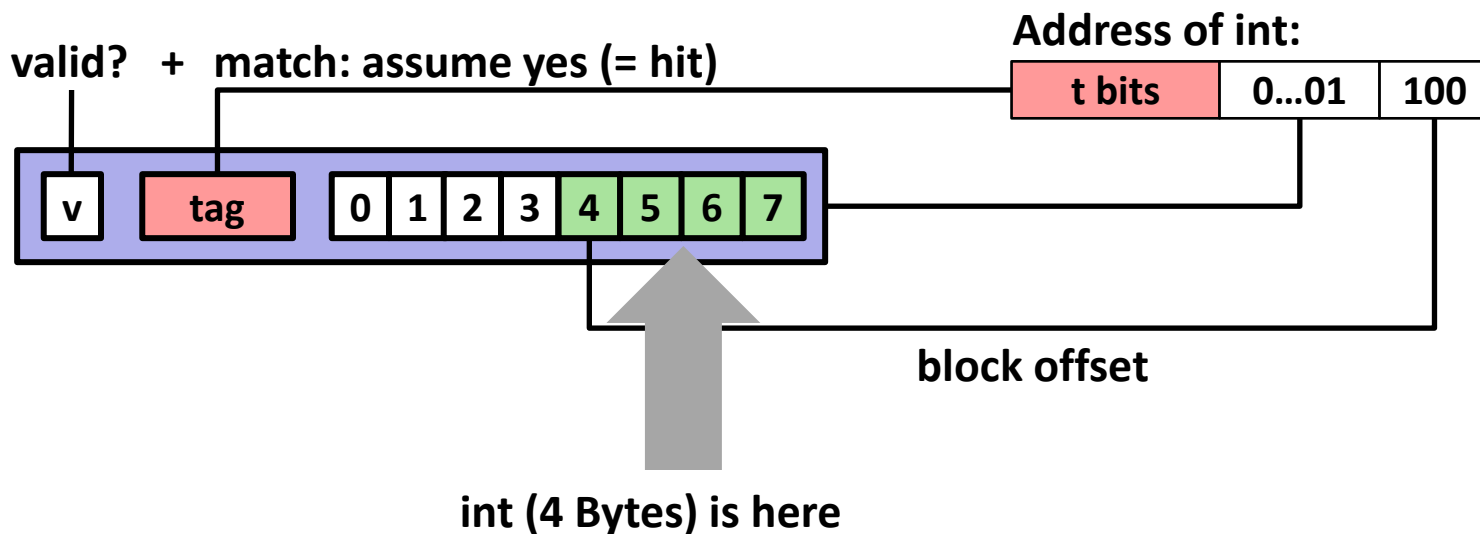 Address of int:
valid? + match: assume yes (= hit)
t bits 0...01 100
v tag 0 1 2 3 4 5 6 7
block offset
int (4 Bytes) is here